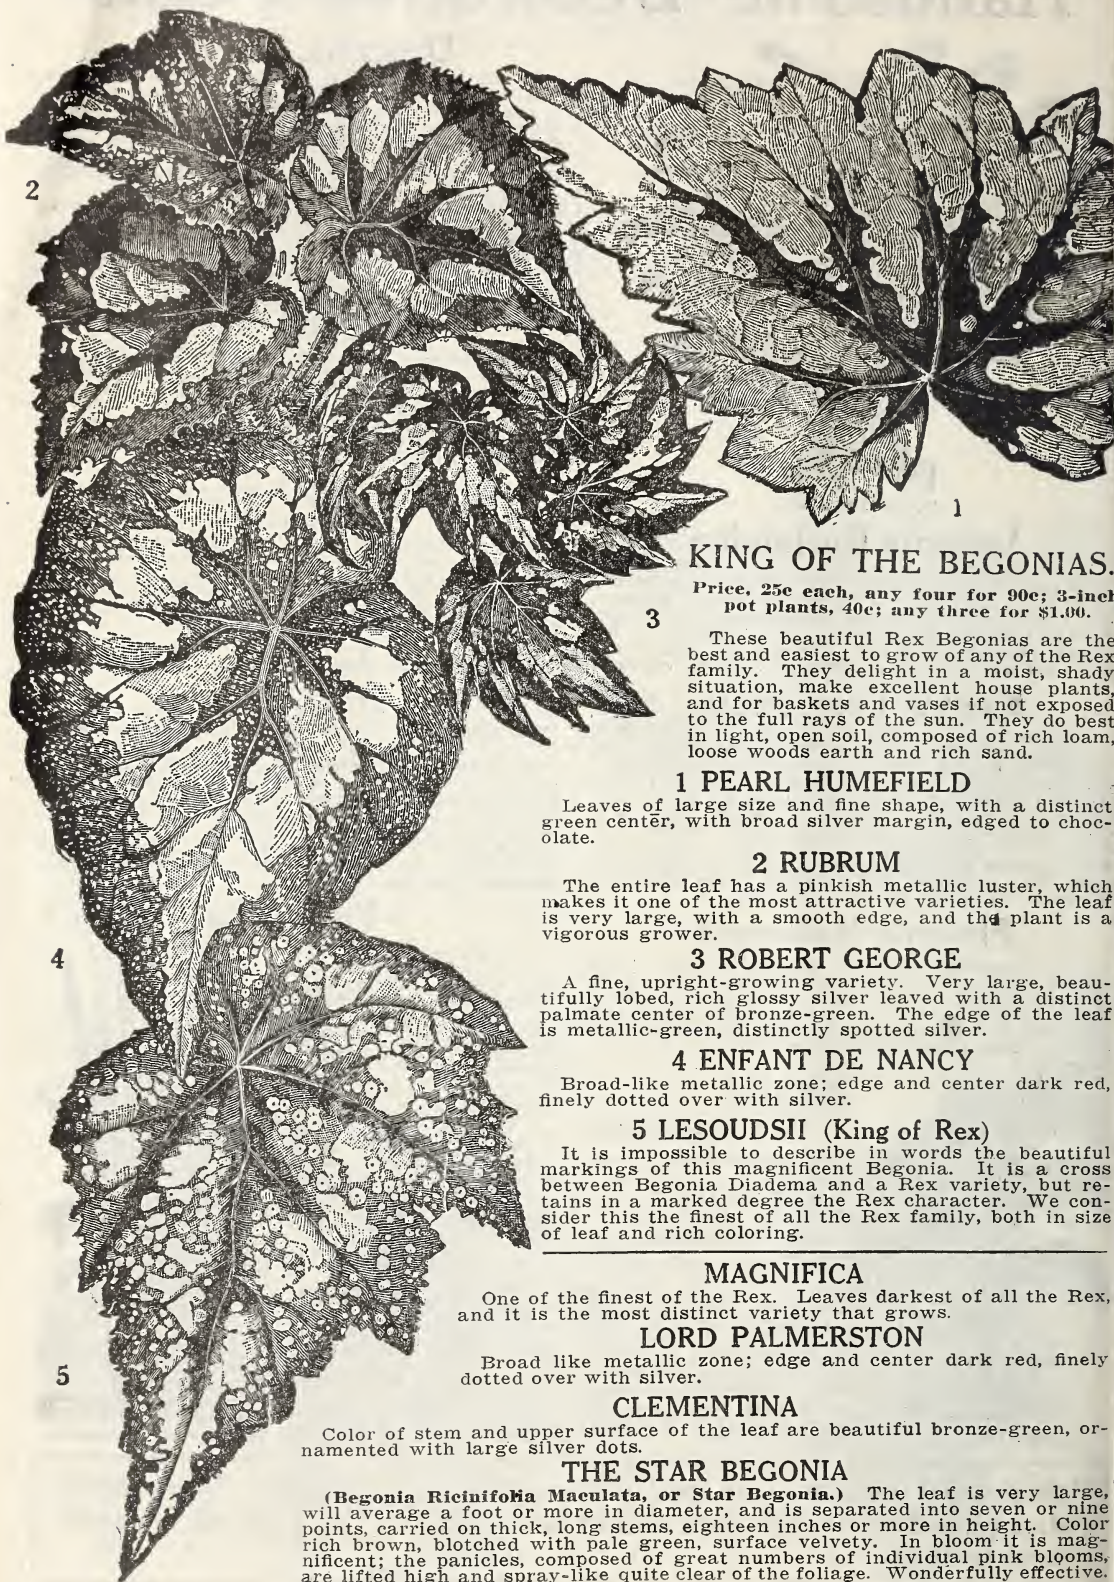 2
1
KING OF THE BEGONIAS.
Price, 25c each, any four for 90c; 3-inch
pot plants, 40c; any three for $1.00.
3
These beautiful Rex Begonias are the
best and easiest to grow of any of the Rex
family. They delight in a moist, shady
situation, make excellent house plants,
and for baskets and vases if not exposed
to the full rays of the sun. They do best
in light, open soil, composed of rich loam,
loose woods earth and rich sand.
1 PEARL HUMEFIELD
Leaves of large size and fine shape, with a distinct
green center, with broad silver margin, edged to choc-
olate.
2 RUBRUM
The entire leaf has a pinkish metallic luster, which
makes it one of the most attractive varieties. The leaf
is very large, with a smooth edge, and the plant is a
vigorous grower.
4
3 ROBERT GEORGE
A fine, upright-growing variety. Very large, beau-
tifully lobed, rich glossy silver leaved with a distinct
palmate center of bronze-green. The edge of the leaf
is metallic-green, distinctly spotted silver.
4 ENFANT DE NANCY
Broad-like metallic zone; edge and center dark red,
finely dotted over with silver.
5 LESOUDSII (King of Rex)
It is impossible to describe in words the beautiful
markings of this magnificent Begonia. It is a cross
between Begonia Diadema and a Rex variety, but re-
tains in a marked degree the Rex character. We con-
sider this the finest of all the Rex family, both in size
of leaf and rich coloring.
MAGNIFICA
One of the finest of the Rex. Leaves darkest of all the Rex,
and it is the most distinct variety that grows.
LORD PALMERSTON
Broad like metallic zone; edge and center dark red, finely
dotted over with silver.
5
CLEMENTINA
Color of stem and upper surface of the leaf are beautiful bronze-green, or-
namented with large silver dots.
THE STAR BEGONIA
(Begonia Ricinifolia Maculata, or Star Begonia.) The leaf is very large,
will average a foot or more in diameter, and is separated into seven or nine
points, carried on thick, long stems, eighteen inches or more in height. Color
rich brown, blotched with pale green, surface velvety. In bloom it is mag-
nificent; the panicles, composed of great numbers of individual pink blooms,
are lifted high and spray-like quite clear of the foliage. Wonderfully effective.